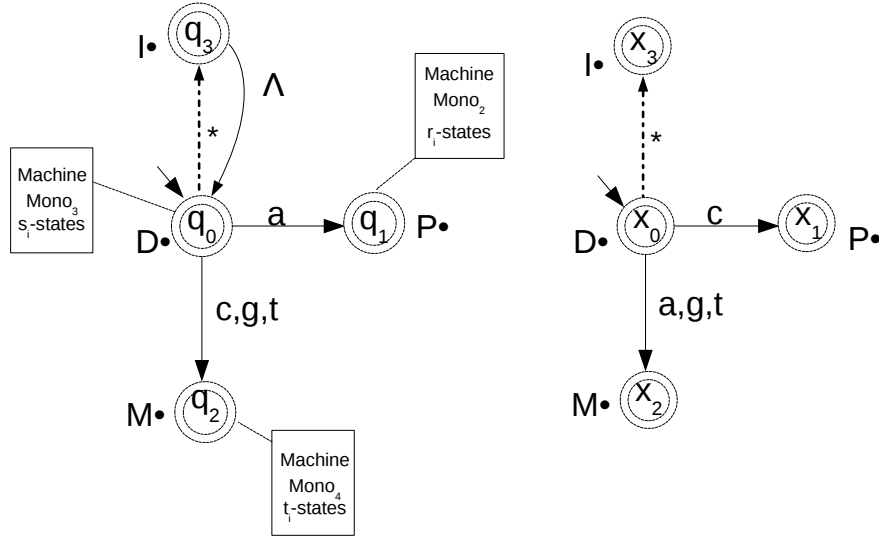 q3
I•
Λ
*
Machine
Mono2
ri-states
Machine
Mono3
si-states
q0
D•
a
q1
P•
c,g,t
q2
M•
Machine
Mono4
ti-states
x3
I•
*
x0
D•
c
x1
P•
a,g,t
x2
M•